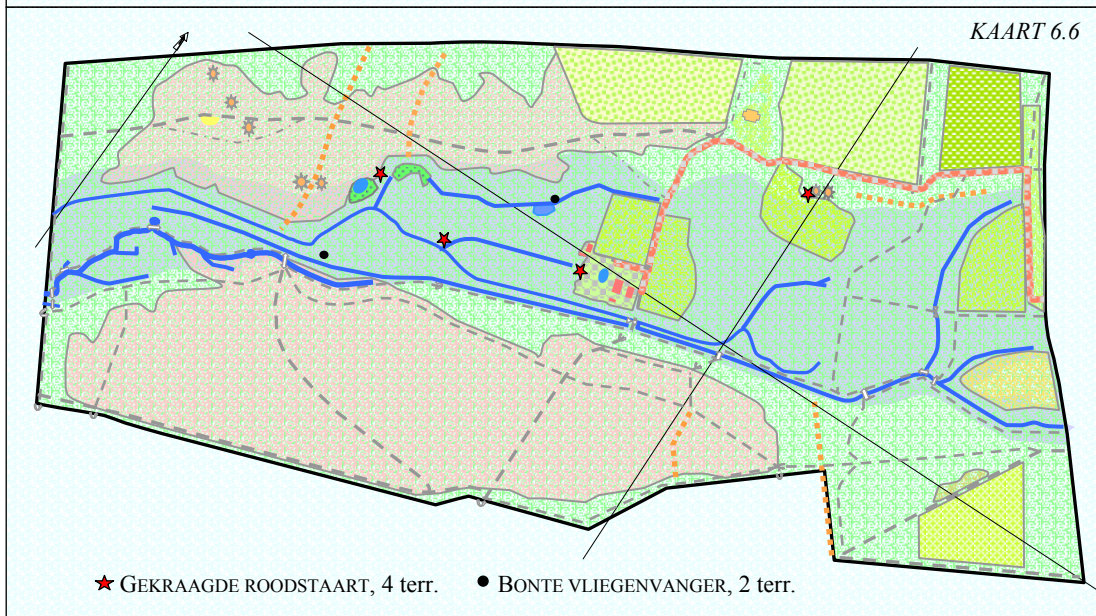 KAART 6.6
GEKRAAGDE ROODSTAART, 4 terr. BONTE VLIEGENVANGER, 2 terr.